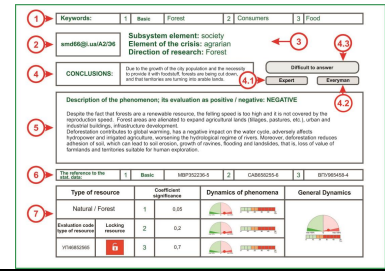 1 Keywords: 1 Basic Forest 2 Consumers 3 Food
2 smd66@i.ua/A2/36 Subsystem element: society
Element of the crisis: agrarian
Direction of research: Forest
3
4.3
Difficult to answer
4 CONCLUSIONS: Due to the growth of the city population and the necessity
to provide it with foodstuff, forests are being cut down,
and that territories are turning into arable lands.
4.1 Expert Everyman
4.2
Description of the phenomenon; its evaluation as positive / negative: NEGATIVE
5
Despite the fact that forests are a renewable resource, the felling speed is too high and it is not covered by the
reproduction speed. Forest areas are alienated to expand agricultural lands (tillages, pastures, etc.), urban and
industrial buildings, infrastructure development.
Deforestation contributes to global warming, has a negative impact on the water cycle, adversely affects
hydropower and irrigation works, worsening the hydrological regime of rivers. Moreover, deforestation reduces
adhesion of soil, which can lead to soil erosion, growth of ravines, flooding and landslides, that is, loss of value of
farmlands and territories suitable for human exploration.
6 The reference to the
stat. data: 1 Basic MBP352236-5 2 CAB6656255-6 3 BITV965458-4
7
Type of resource Coefficient
significance Dynamics of phenomena General Dynamics
Natural / Forest 1 0,05
Evaluation code
type of resource Locking
resource 2 0,2
VT46852565 3 0,7